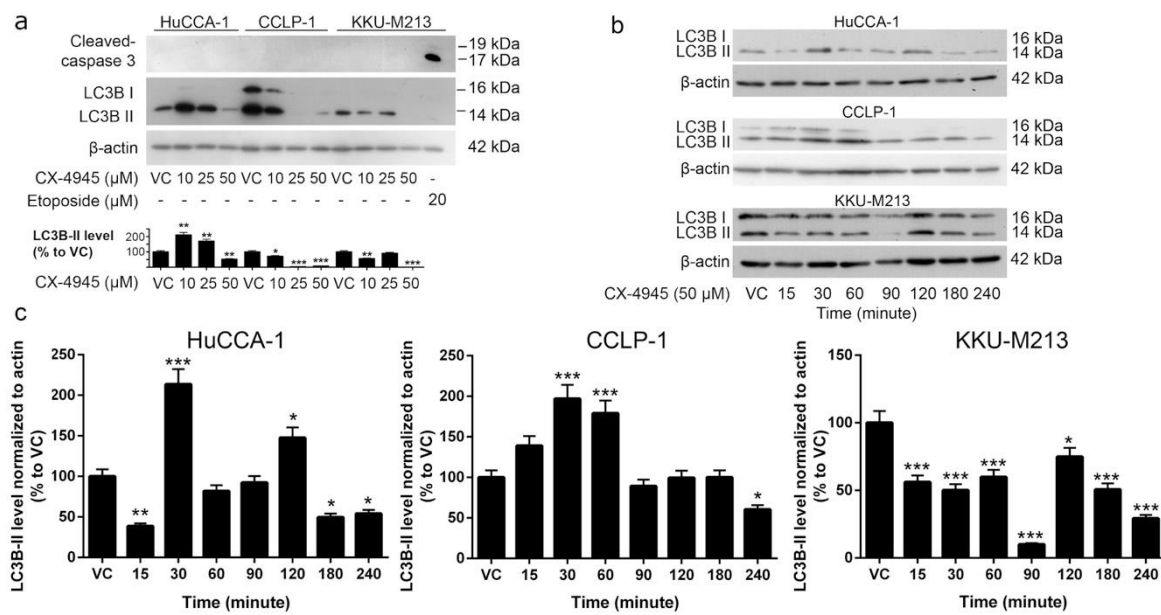 a
HuCCA-1 CCLP-1 KKU-M213
Cleaved-
caspase 3
19 kDa
17 kDa
LC3B I
16 kDa
LC3B II
14 kDa
β-actin
42 kDa
CX-4945 (µM) VC 10 25 50 VC 10 25 50 VC 10 25 50 -
Etoposide (µM) - - - - - - - - - - - - 20
LC3B-II level
(% to VC)
200
100
** ** ** * *** *** ** ***
CX-4945 (µM) VC 10 25 50 VC 10 25 50 VC 10 25 50
b
HuCCA-1
LC3B I 16 kDa
LC3B II 14 kDa
β-actin 42 kDa
CCLP-1
LC3B I 16 kDa
LC3B II 14 kDa
β-actin 42 kDa
KKU-M213
LC3B I 16 kDa
LC3B II 14 kDa
β-actin 42 kDa
CX-4945 (50 µM) VC 15 30 60 90 120 180 240
Time (minute)
c
HuCCA-1
LC3B-II level normalized to actin
(% to VC)
250
200
150
100
50
0
** *** * * *
VC 15 30 60 90 120 180 240
Time (minute)
CCLP-1
LC3B-II level normalized to actin
(% to VC)
250
200
150
100
50
0
*** *** *
VC 15 30 60 90 120 180 240
Time (minute)
KKU-M213
LC3B-II level normalized to actin
(% to VC)
150
100
50
0
*** *** *** *** * *** ***
VC 15 30 60 90 120 180 240
Time (minute)